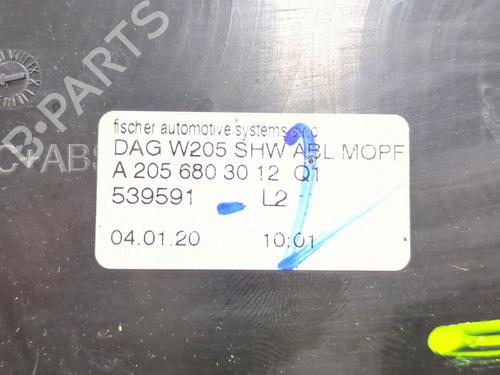 fischer automotive systems s.r.o
DAG W205 SHW ABL MOPF
C+ABS
A 205 680 30 12 Q1
539591 L2
04.01.20 10:01